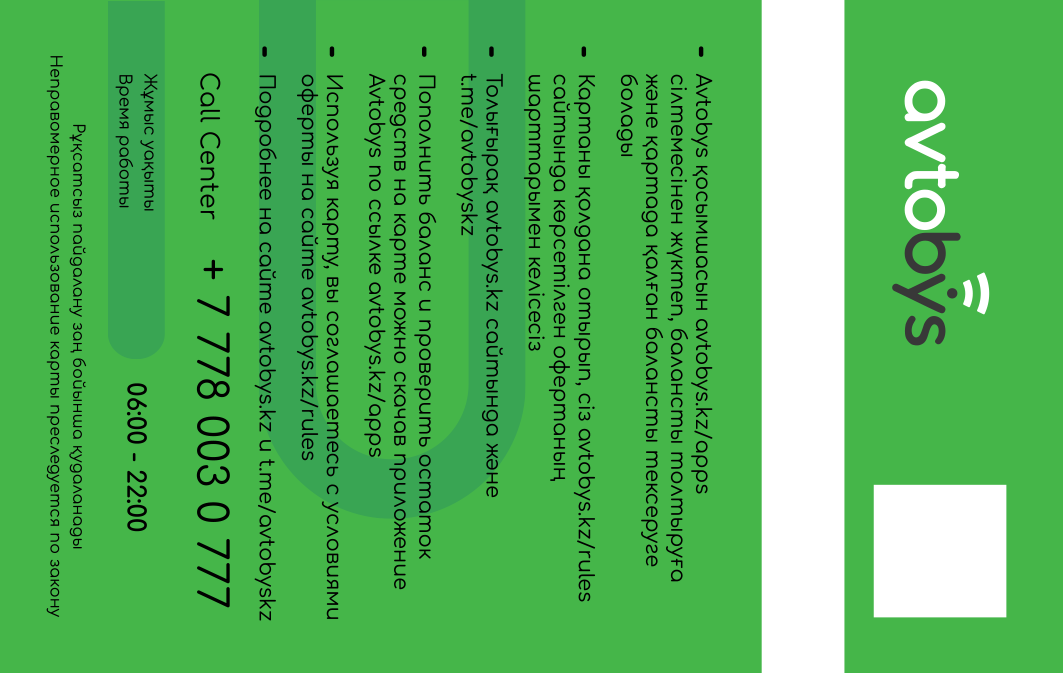 avtobys
- Avtobys қосымшасын avtobys.kz/apps
сілтемесінен жүктеп, балансты толтыруға
және картада қалған балансты тексеруге
болады
- Картаны қолдана отырып, сіз avtobys.kz/rules
сайтында көрсетілген офертаның
шарттарымен келісесіз
- Толығырақ avtobys.kz сайтында және
t.me/avtobyskz
- Пополнить баланс и проверить остаток
средств на карте можно скачав приложение
Avtobys по ссылке avtobys.kz/apps
- Используя карту, вы соглашаетесь с условиями
оферты на сайте avtobys.kz/rules
- Подробнее на сайте avtobys.kz и t.me/avtobyskz
Call Center + 7 778 003 0 777
Жұмыс уақыты
Время работы
06:00 - 22:00
Рұқсатсыз пайдалану заң бойынша қудаланады
Неправомерное использование карты преследуется по закону